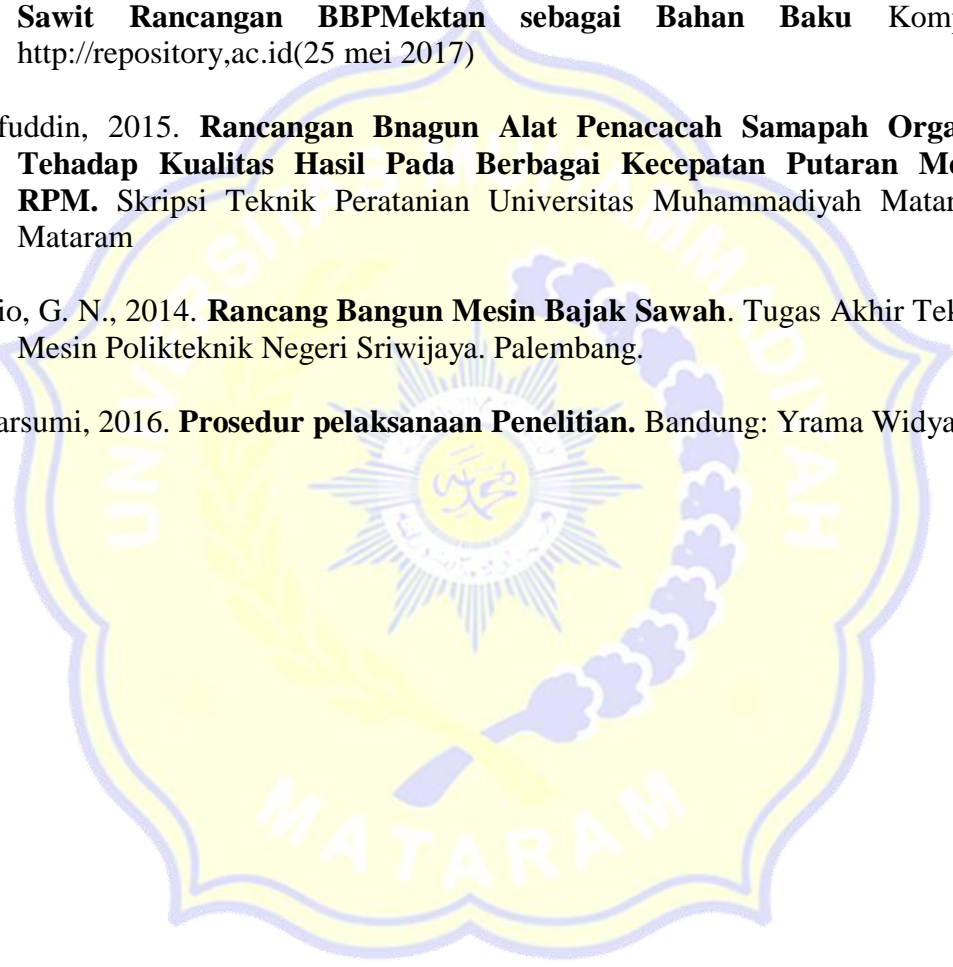 Sawit Rancangan BBPMektan sebagai Bahan Baku Komp
http://repository,ac.id(25 mei 2017)
fuddin, 2015. Rancangan Bnagun Alat Penacacah Samapah Orga
Tehadap Kualitas Hasil Pada Berbagai Kecepatan Putaran Me
RPM. Skripsi Teknik Peratanian Universitas Muhammadiyah Matar
Mataram
io, G. N., 2014. Rancang Bangun Mesin Bajak Sawah. Tugas Akhir Tek
Mesin Polikteknik Negeri Sriwijaya. Palembang.
arsumi, 2016. Prosedur pelaksanaan Penelitian. Bandung: Yrama Widya
UNIVERSITAS MUHAMMADIYAH
MATARAM